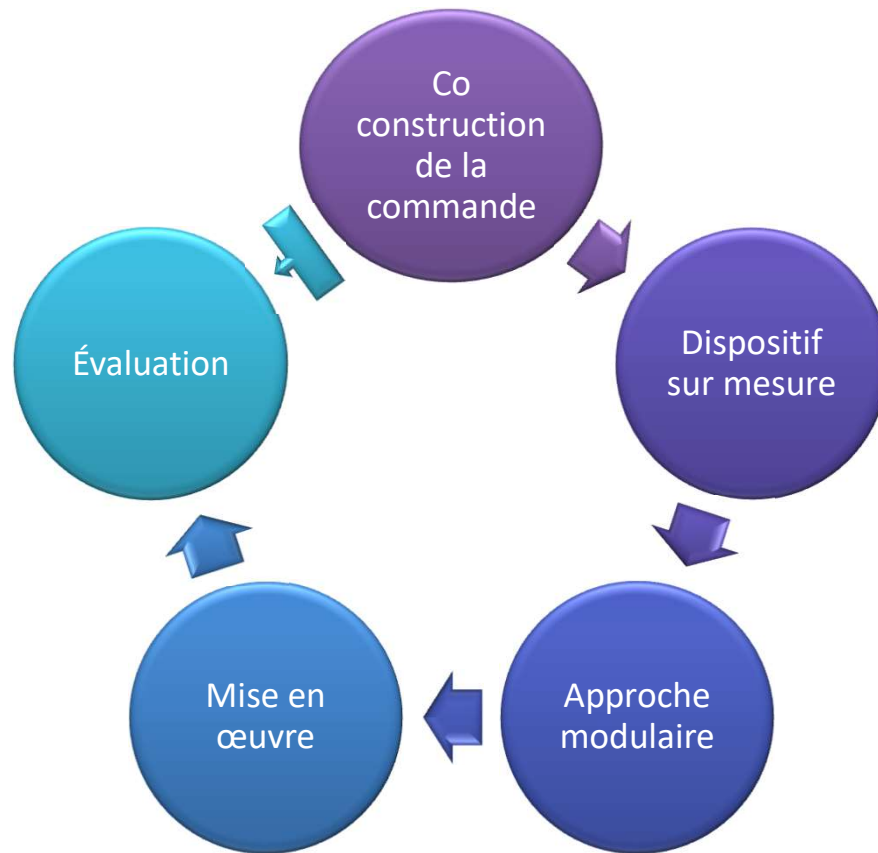 Co
construction
de la
commande
Dispositif
sur mesure
Approche
modulaire
Mise en
œuvre
Évaluation